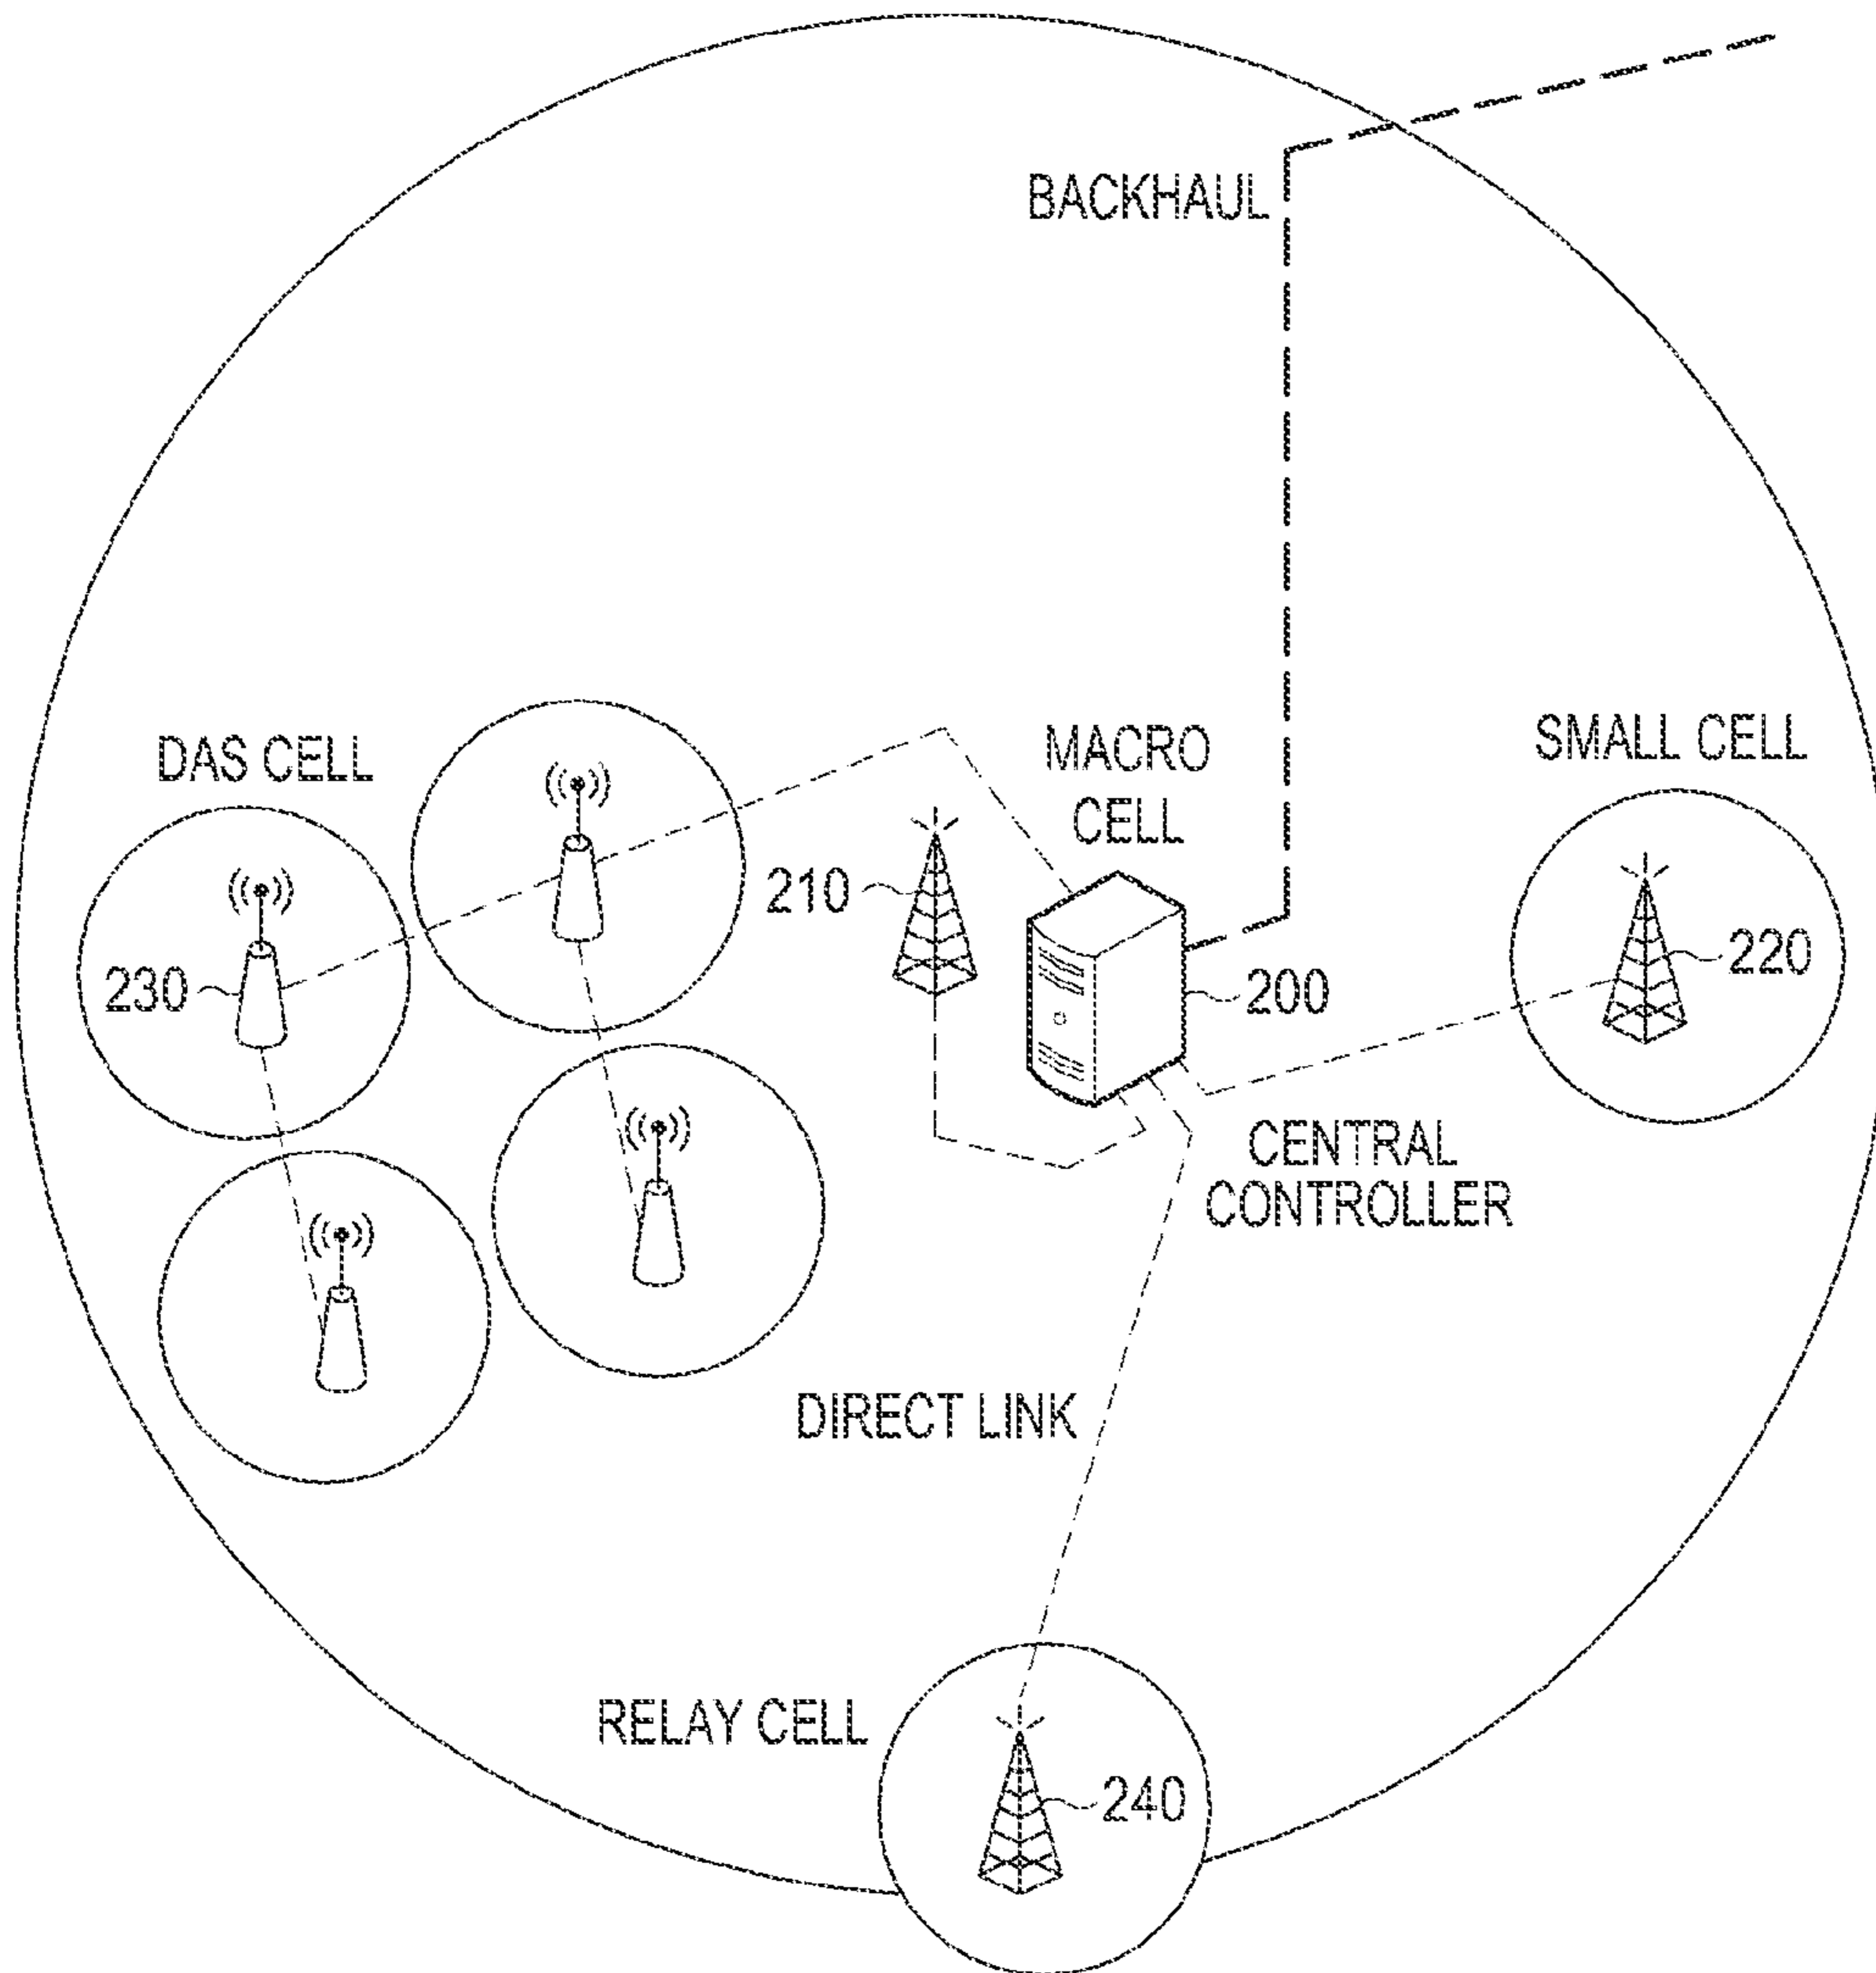 BACKHAUL
DAS CELL
MACRO
CELL
SMALL CELL
210
230
200
220
CENTRAL
CONTROLLER
DIRECT LINK
RELAY CELL
240